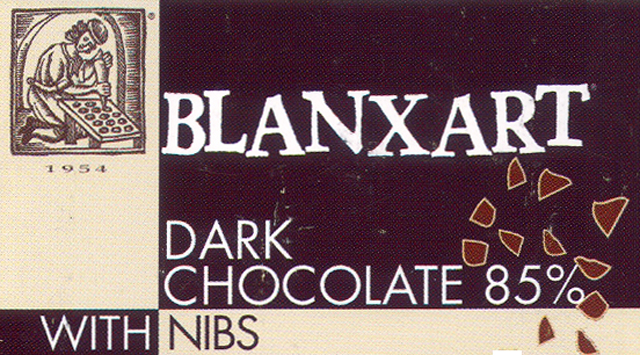 ®
1954
BLANXART®
DARK
CHOCOLATE 85%
WITH NIBS